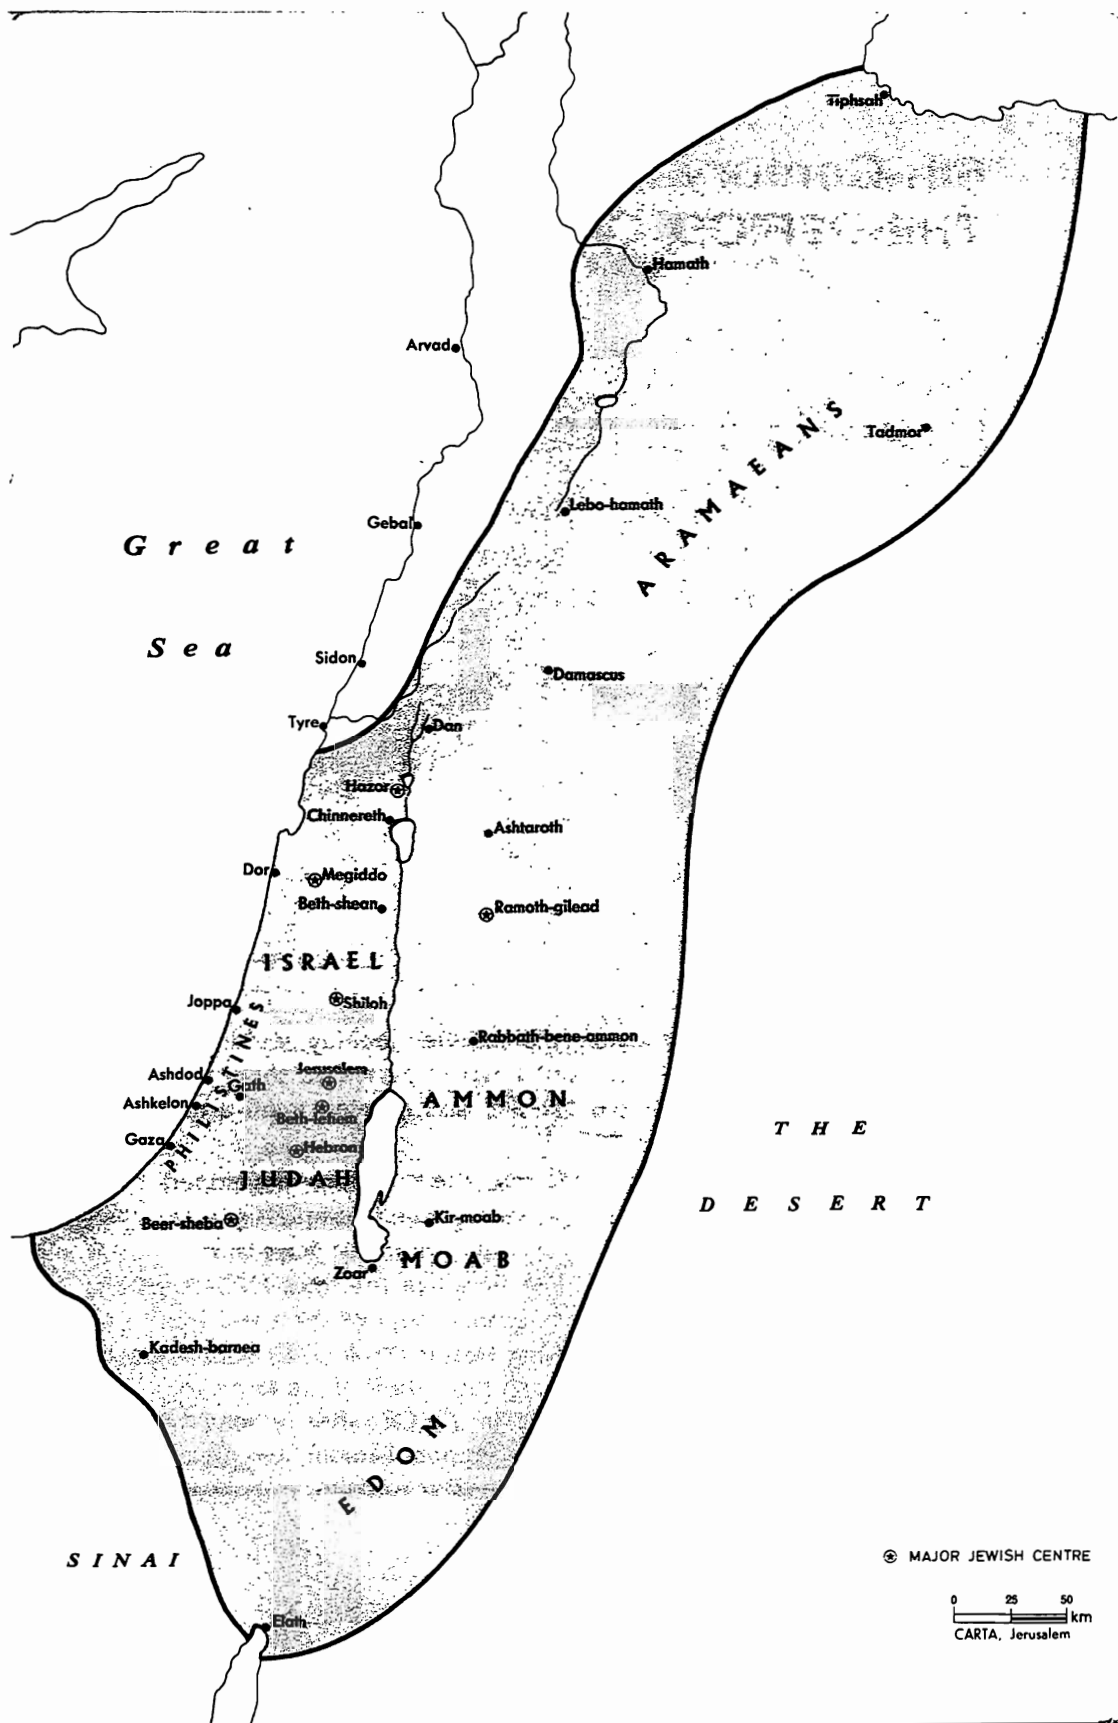 Tiphsah
Hamath
Arvad
Tadmor
ARAMAEANS
Lebo-hamath
Gebal
Great
Sea
Sidon
Damascus
Tyre
Dan
Hazor
Chinnereth
Ashtaroth
Dor
Megiddo
Beth-shean
Ramoth-gilead
ISRAEL
Shiloh
Joppa
PHILISTINES
Rabbath-bene-ammon
Jerusalem
Ashdod
Gath
Ashkelon
AMMON
Beth-lehem
THE
Gaza
Hebron
JUDAH
DESERT
Beer-sheba
Kir-moab
MOAB
Zoar
Kadesh-barnea
EDOM
SINAI
MAJOR JEWISH CENTRE
0 25 50
km
CARTA, Jerusalem
Elath